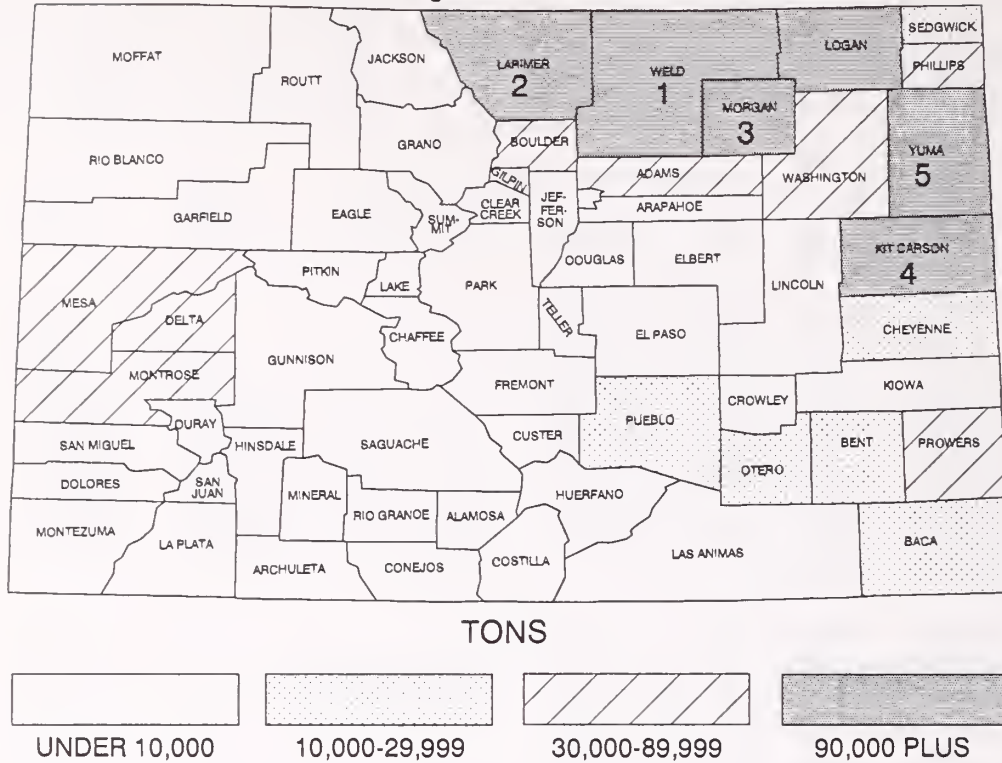 MOFFAT
ROUTT
JACKSON
LARIMER
2
WELD
1
LOGAN
SEDGWICK
PHILLIPS
MORGAN
3
YUMA
5
WASHINGTON
RIO BLANCO
GRANO
BOULDER
GILPIN
ADAMS
ARAPAHOE
CLEAR
CREEK
JEF-
FER-
SON
GARFIELD
EAGLE
SUM-
MIT
KIT CARSON
4
DOUGLAS
ELBERT
LINCOLN
PITKIN
LAKE
PARK
MESA
DELTA
TELLER
EL PASO
CHEYENNE
GUNNISON
CHAFFEE
MONTROSE
FREMONT
KIOWA
CROWLEY
PUEBLO
OURAY
HINSDALE
SAGUACHE
CUSTER
SAN MIGUEL
BENT
PROWERS
OTERO
DOLORES
SAN
JUAN
MINERAL
HUERFANO
RIO GRANDE
ALAMOSA
MONTEZUMA
LA PLATA
ARCHULETA
CONEJOS
COSTILLA
LAS ANIMAS
BACA
TONS
UNDER 10,000
10,000-29,999
30,000-89,999
90,000 PLUS